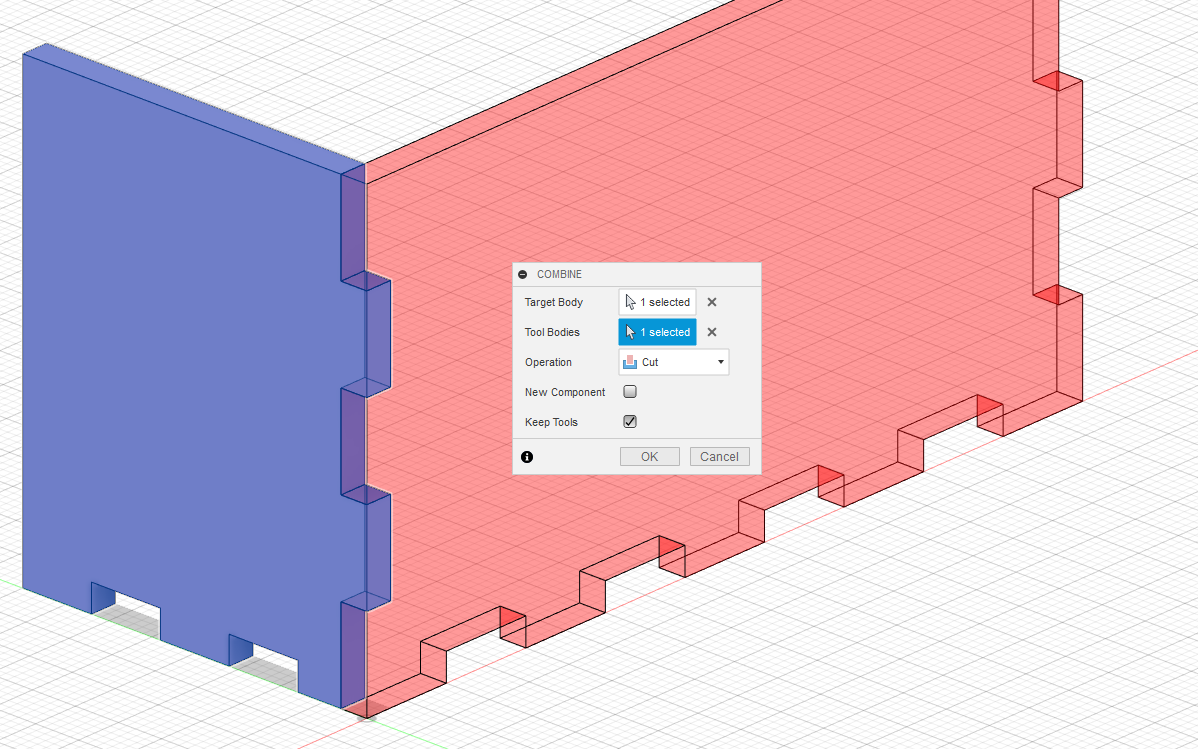 COMBINE
Target Body 1 selected
Tool Bodies 1 selected
Operation Cut
New Component
Keep Tools
OK Cancel